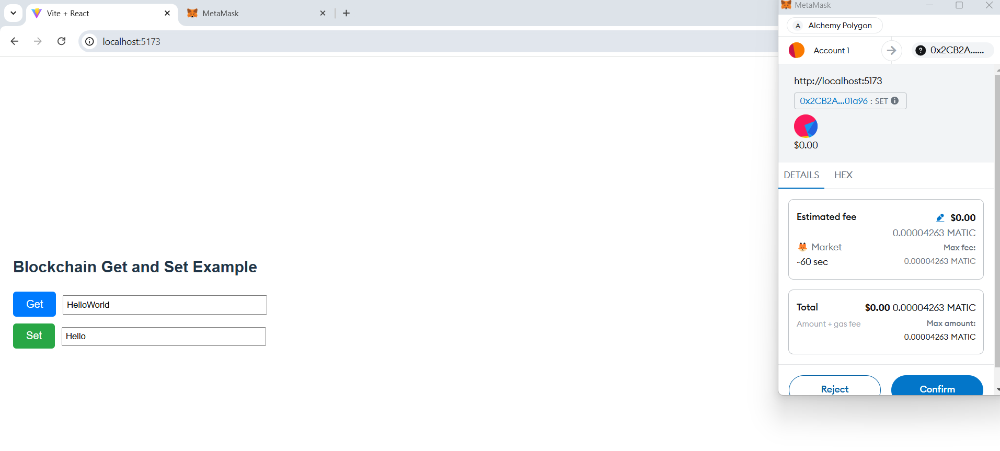 Vite + React
MetaMask
localhost:5173
Blockchain Get and Set Example
Get
HelloWorld
Set
Hello
MetaMask
A Alchemy Polygon
Account 1
? 0x2CB2A......
http://localhost:5173
0x2CB2A...01a96 : SET
$0.00
DETAILS HEX
Estimated fee $0.00
0.00004263 MATIC
Market Max fee:
~60 sec 0.00004263 MATIC
Total $0.00 0.00004263 MATIC
Amount + gas fee Max amount:
0.00004263 MATIC
Reject Confirm